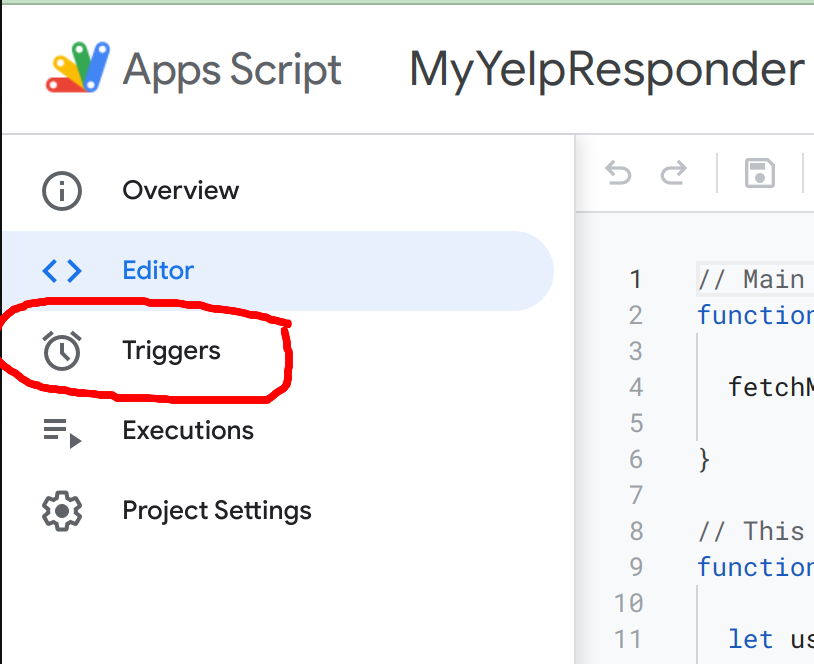 Apps Script MyYelpResponder
Overview
Editor
Triggers
Executions
Project Settings
1 // Main
2 function
3
4 fetchM
5
6 }
7
8 // This
9 function
10
11 let us